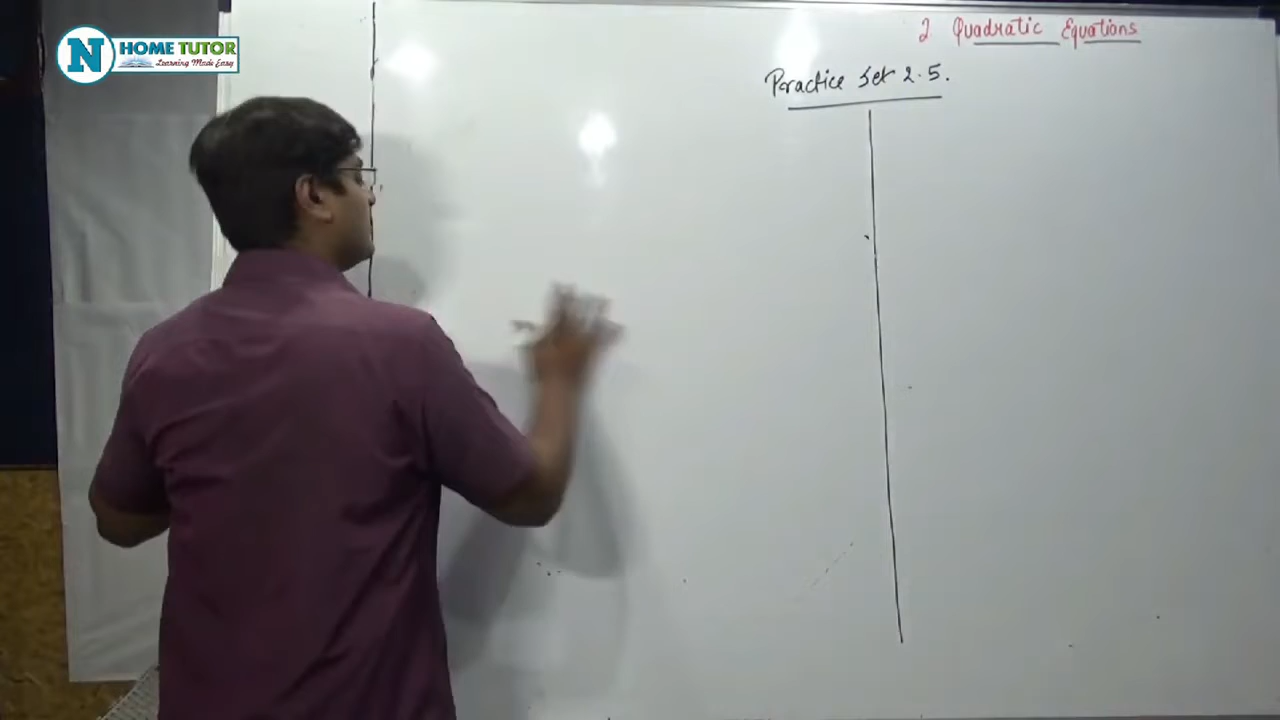 N HOME TUTOR
Learning Made Easy
2 Quadratic Equations
Practice Set 2.5.